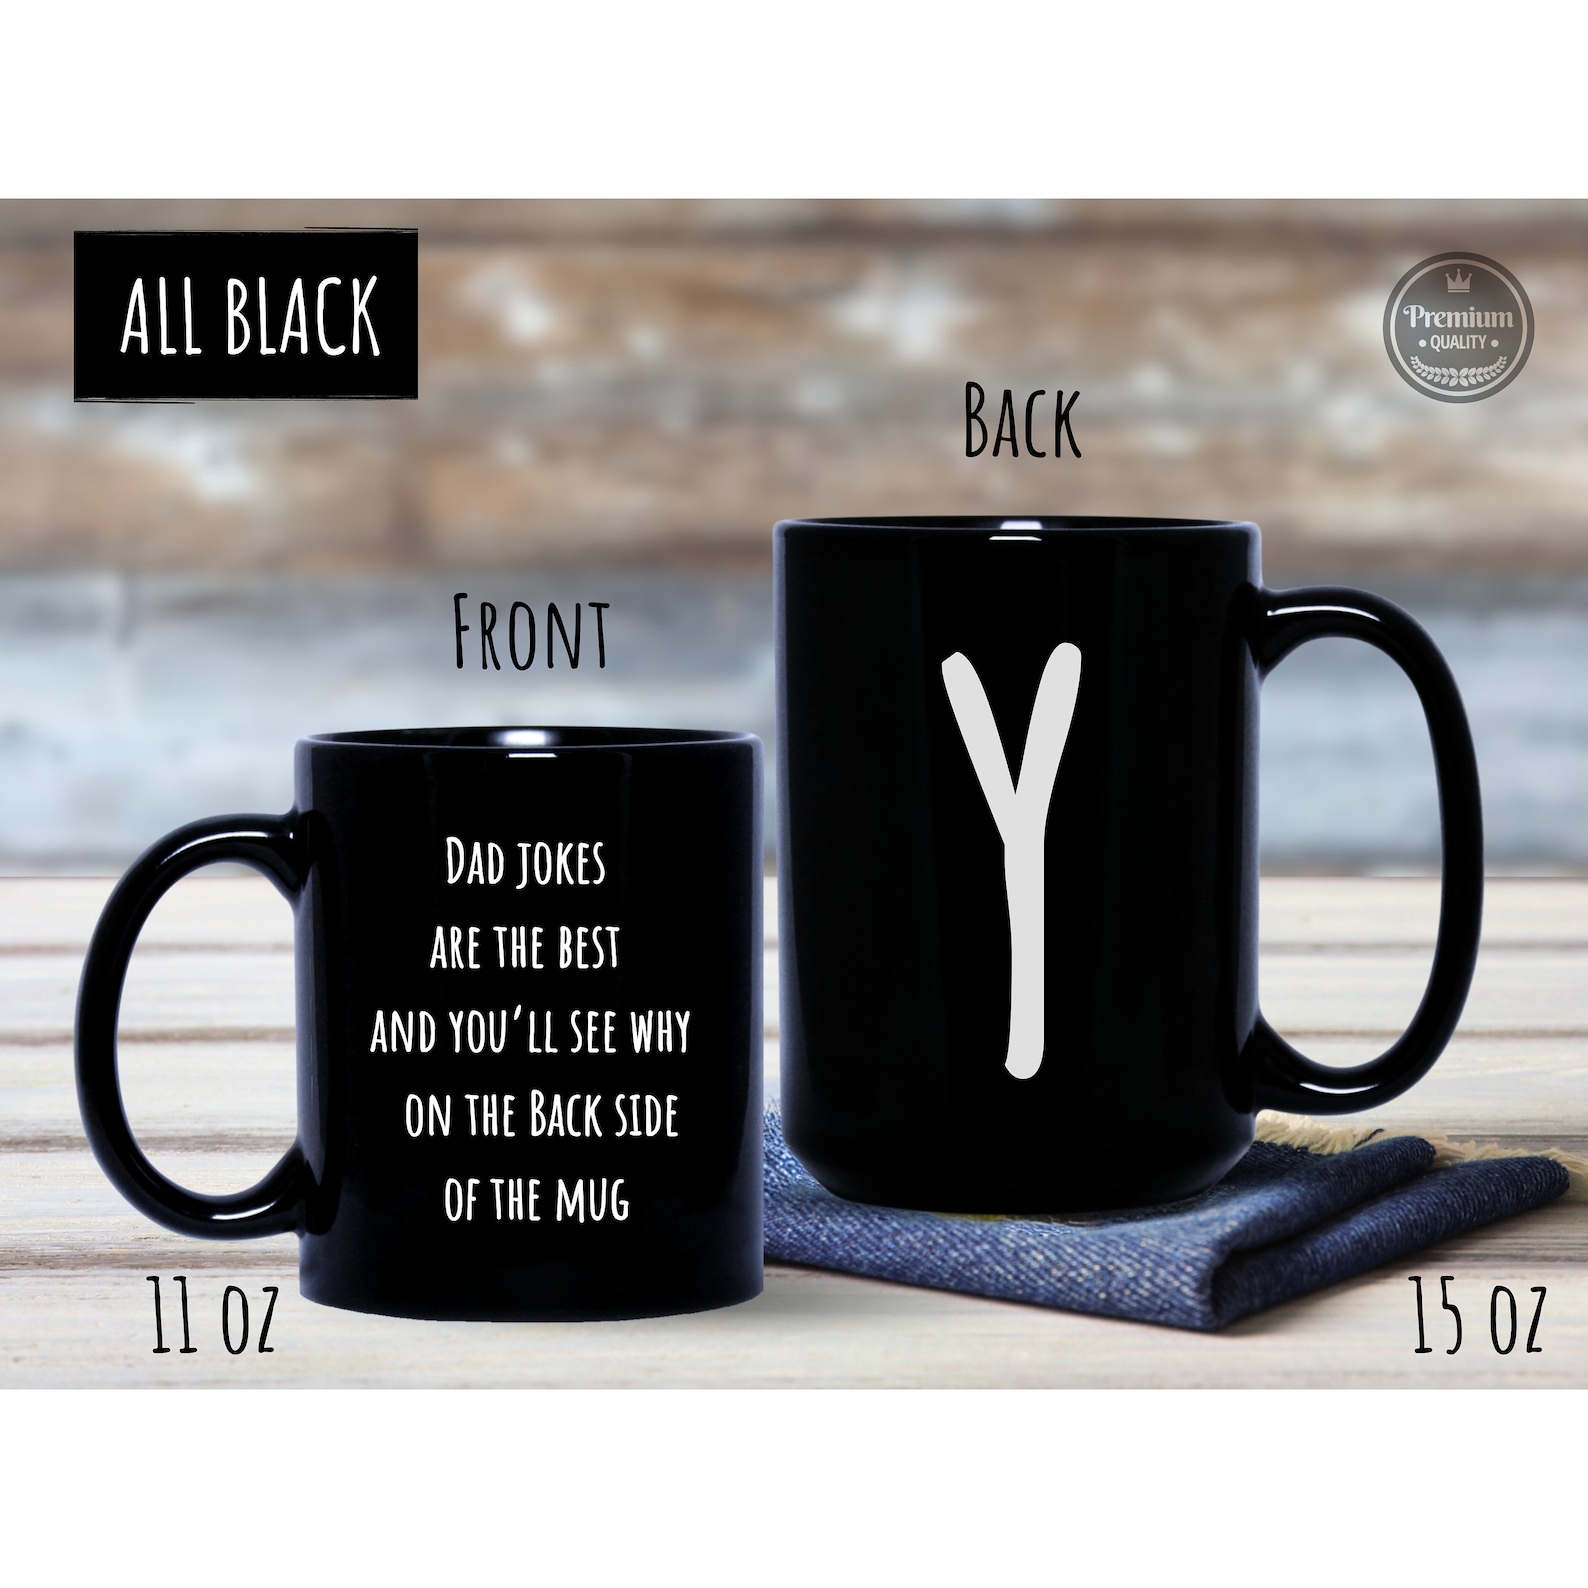 ALL BLACK
Premium
• QUALITY •
BACK
FRONT
Y
DAD JOKES
ARE THE BEST
AND YOU'LL SEE WHY
ON THE BACK SIDE
OF THE MUG
11 OZ
15 OZ